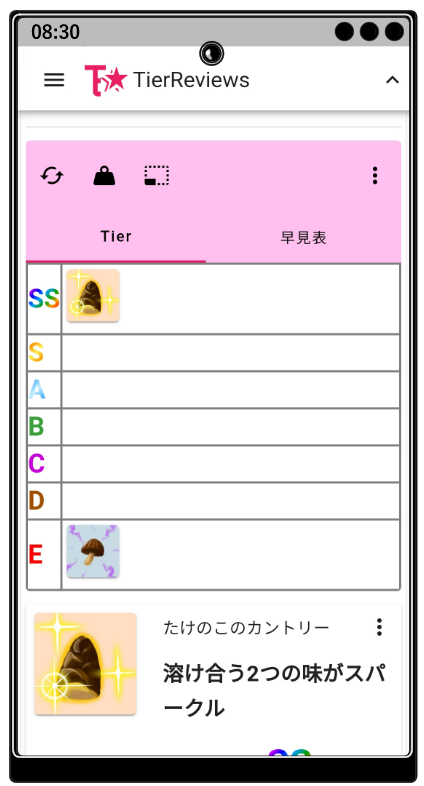 08:30
TierReviews
Tier 早見表
SS
S
A
B
C
D
E
たけのこのカントリー
溶け合う2つの味がスパ
ークル
SS